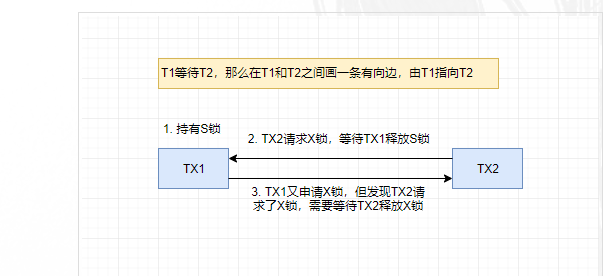 T1等待T2，那么在T1和T2之间画一条有向边，由T1指向T2
1. 持有S锁
2. TX2请求X锁，等待TX1释放S锁
TX1
TX2
3. TX1又申请X锁，但发现TX2请
求了X锁，需要等待TX2释放X锁